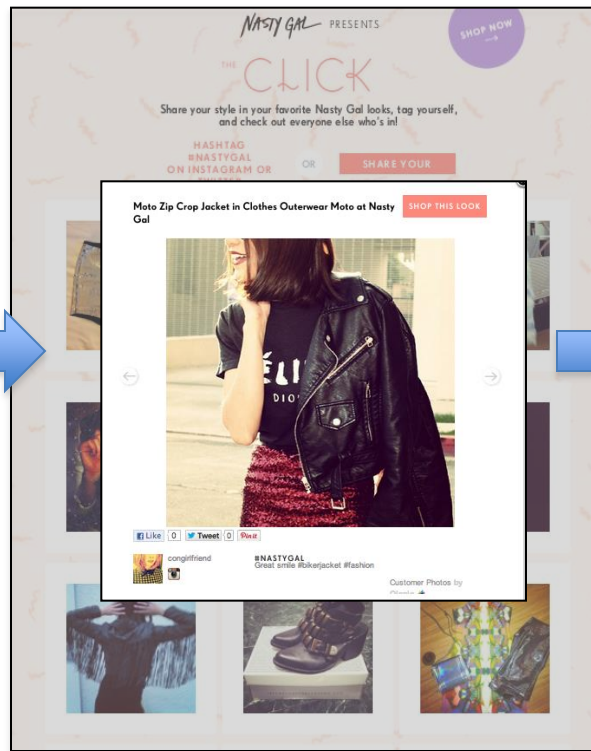 NASTY GAL PRESENTS
SHOP NOW
THE
CLICK
Share your style in your favorite Nasty Gal looks, tag yourself,
and check out everyone else who's in!
HASHTAG
#NASTYGAL
ON INSTAGRAM OR
OR
SHARE YOUR
Moto Zip Crop Jacket in Clothes Outerwear Moto at Nasty
Gal
SHOP THIS LOOK
DIO
Like 0 Tweet 0 Pin it
congirlfriend
#NASTYGAL
Great smile #bikerjacket #fashion
Customer Photos by